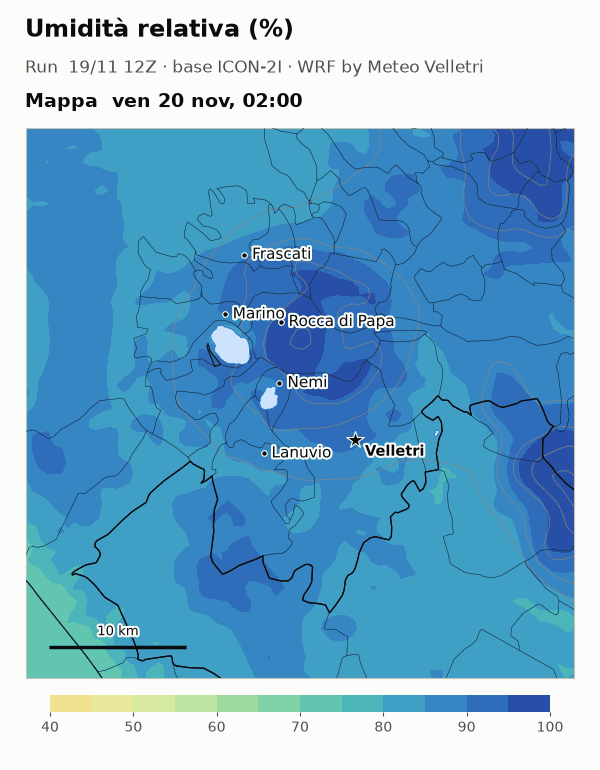 Umidità relativa (%)
Run  19/11 12Z · base ICON-2I · WRF by Meteo Velletri
Mappa  ven 20 nov, 02:00
Frascati
Marino
Rocca di Papa
Nemi
Velletri
Lanuvio
10 km
40 50 60 70 80 90 100